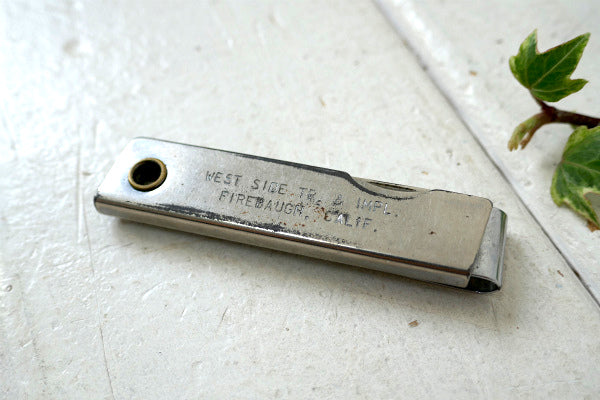 WEST SIDE TR. & IMPL.
FIREBAUGH, CALIF.